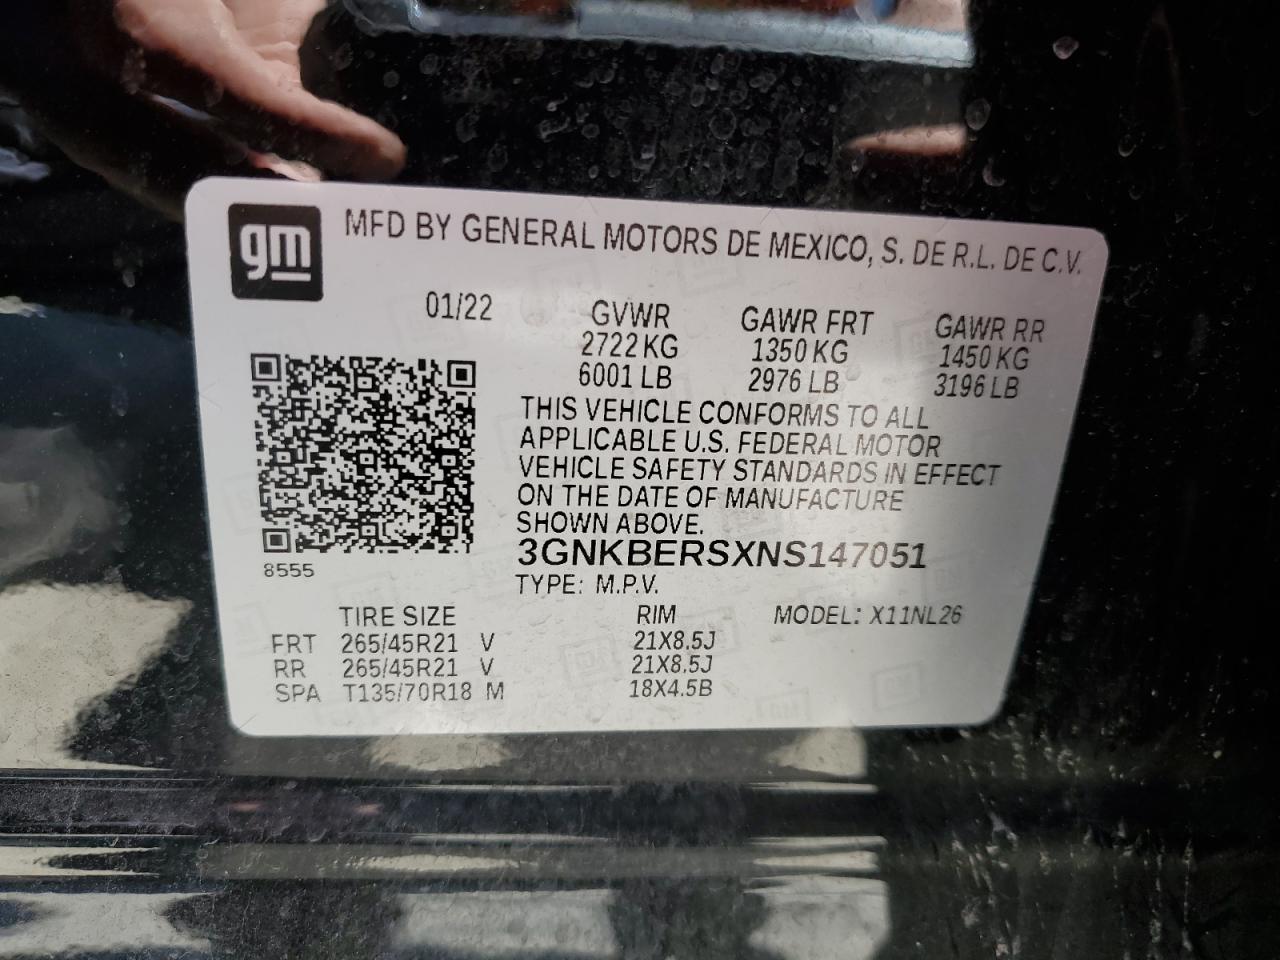 gm
MFD BY GENERAL MOTORS DE MEXICO, S. DE R.L. DE C.V.
01/22 GVWR GAWR FRT GAWR RR
2722 KG 1350 KG 1450 KG
6001 LB 2976 LB 3196 LB
THIS VEHICLE CONFORMS TO ALL
APPLICABLE U.S. FEDERAL MOTOR
VEHICLE SAFETY STANDARDS IN EFFECT
ON THE DATE OF MANUFACTURE
SHOWN ABOVE.
3GNKBERSXNS147051
8555
TYPE: M.P.V.
TIRE SIZE RIM MODEL: X11NL26
FRT 265/45R21 V 21X8.5J
RR 265/45R21 V 21X8.5J
SPA T135/70R18 M 18X4.5B